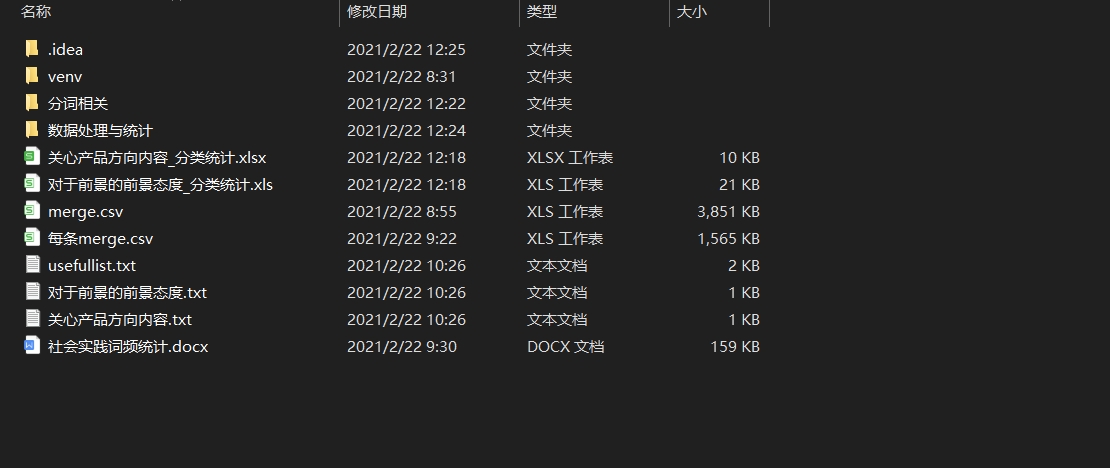 名称 修改日期 类型 大小
.idea 2021/2/22 12:25 文件夹
venv 2021/2/22 8:31 文件夹
分词相关 2021/2/22 12:22 文件夹
数据处理与统计 2021/2/22 12:24 文件夹
关心产品方向内容_分类统计.xlsx 2021/2/22 12:18 XLSX 工作表 10 KB
对于前景的前景态度_分类统计.xls 2021/2/22 12:18 XLS 工作表 21 KB
merge.csv 2021/2/22 8:55 XLS 工作表 3,851 KB
每条merge.csv 2021/2/22 9:22 XLS 工作表 1,565 KB
usefullist.txt 2021/2/22 10:26 文本文档 2 KB
对于前景的前景态度.txt 2021/2/22 10:26 文本文档 1 KB
关心产品方向内容.txt 2021/2/22 10:26 文本文档 1 KB
社会实践词频统计.docx 2021/2/22 9:30 DOCX 文档 159 KB